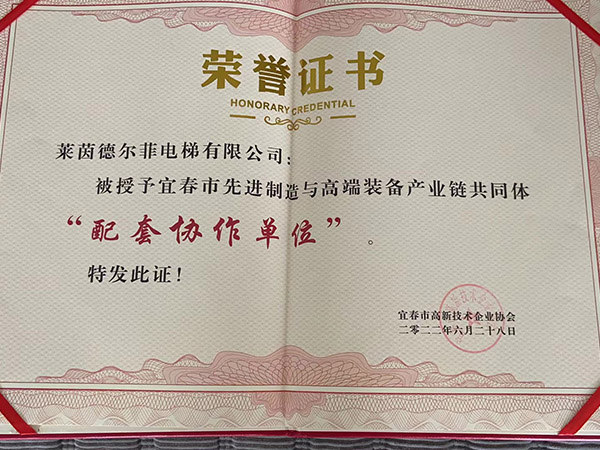 荣誉证书
HONORARY CREDENTIAL
莱茵德尔菲电梯有限公司：
被授予宜春市先进制造与高端装备产业链共同体
“配套协作单位”。
特发此证！
宜春市高新技术企业协会
二零二二年六月二十八日